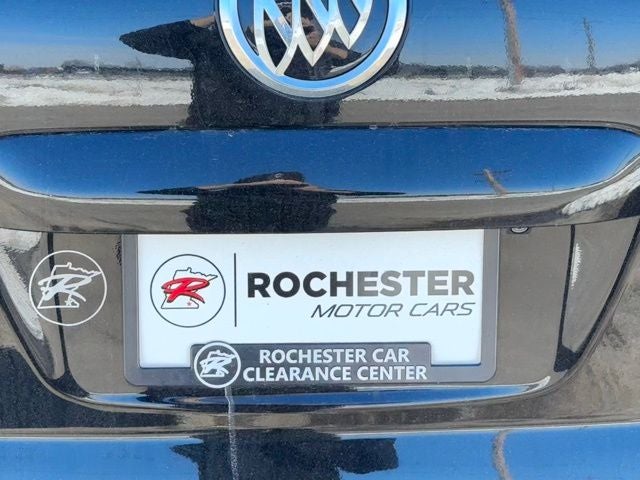 R
R
ROCHESTER
MOTOR CARS
R
ROCHESTER CAR
CLEARANCE CENTER